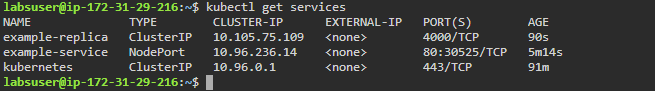 labsuser@ip-172-31-29-216:~$ kubectl get services
NAME              TYPE        CLUSTER-IP      EXTERNAL-IP   PORT(S)        AGE
example-replica   ClusterIP   10.105.75.109   <none>        4000/TCP       90s
example-service   NodePort    10.96.236.14    <none>        80:30525/TCP   5m14s
kubernetes        ClusterIP   10.96.0.1       <none>        443/TCP        91m
labsuser@ip-172-31-29-216:~$